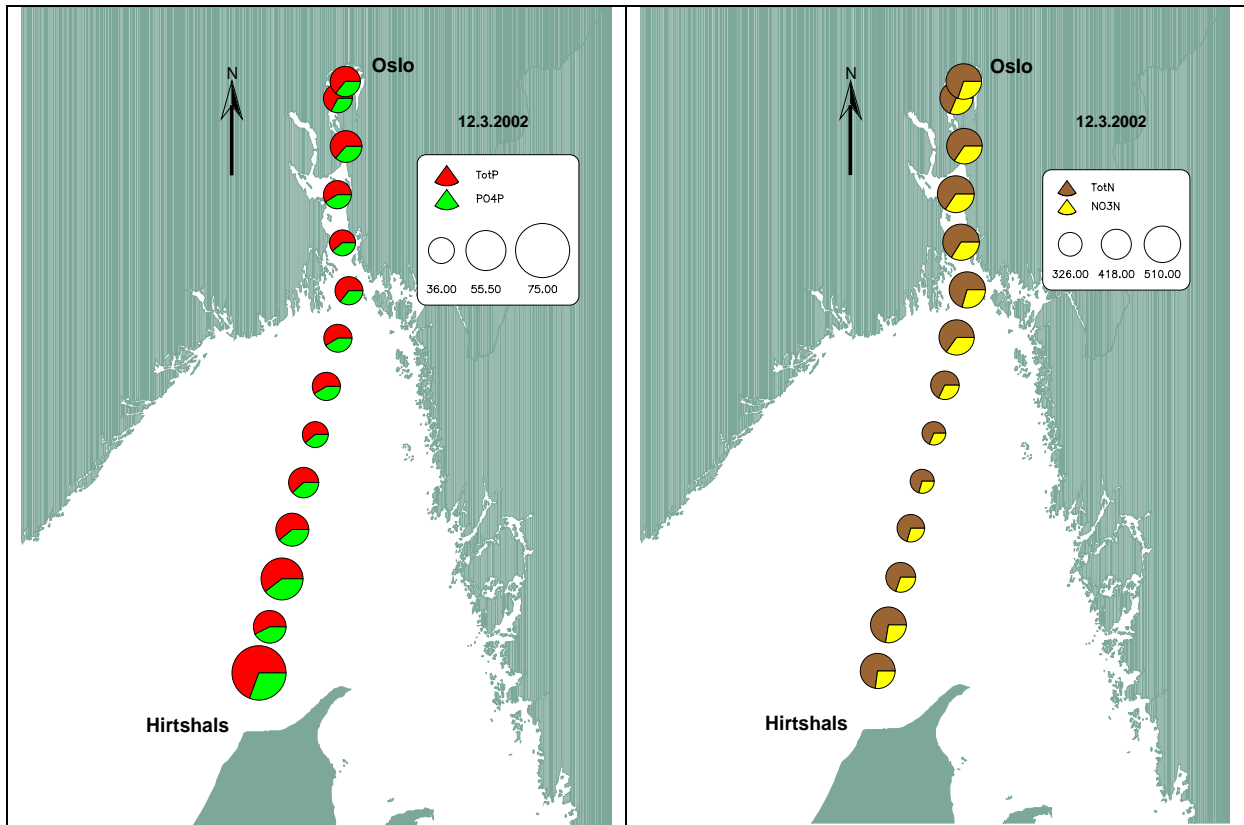 Oslo
N
12.3.2002
TotP
PO4P
36.00 55.50 75.00
Hirtshals
Oslo
N
12.3.2002
TotN
NO3N
326.00 418.00 510.00
Hirtshals